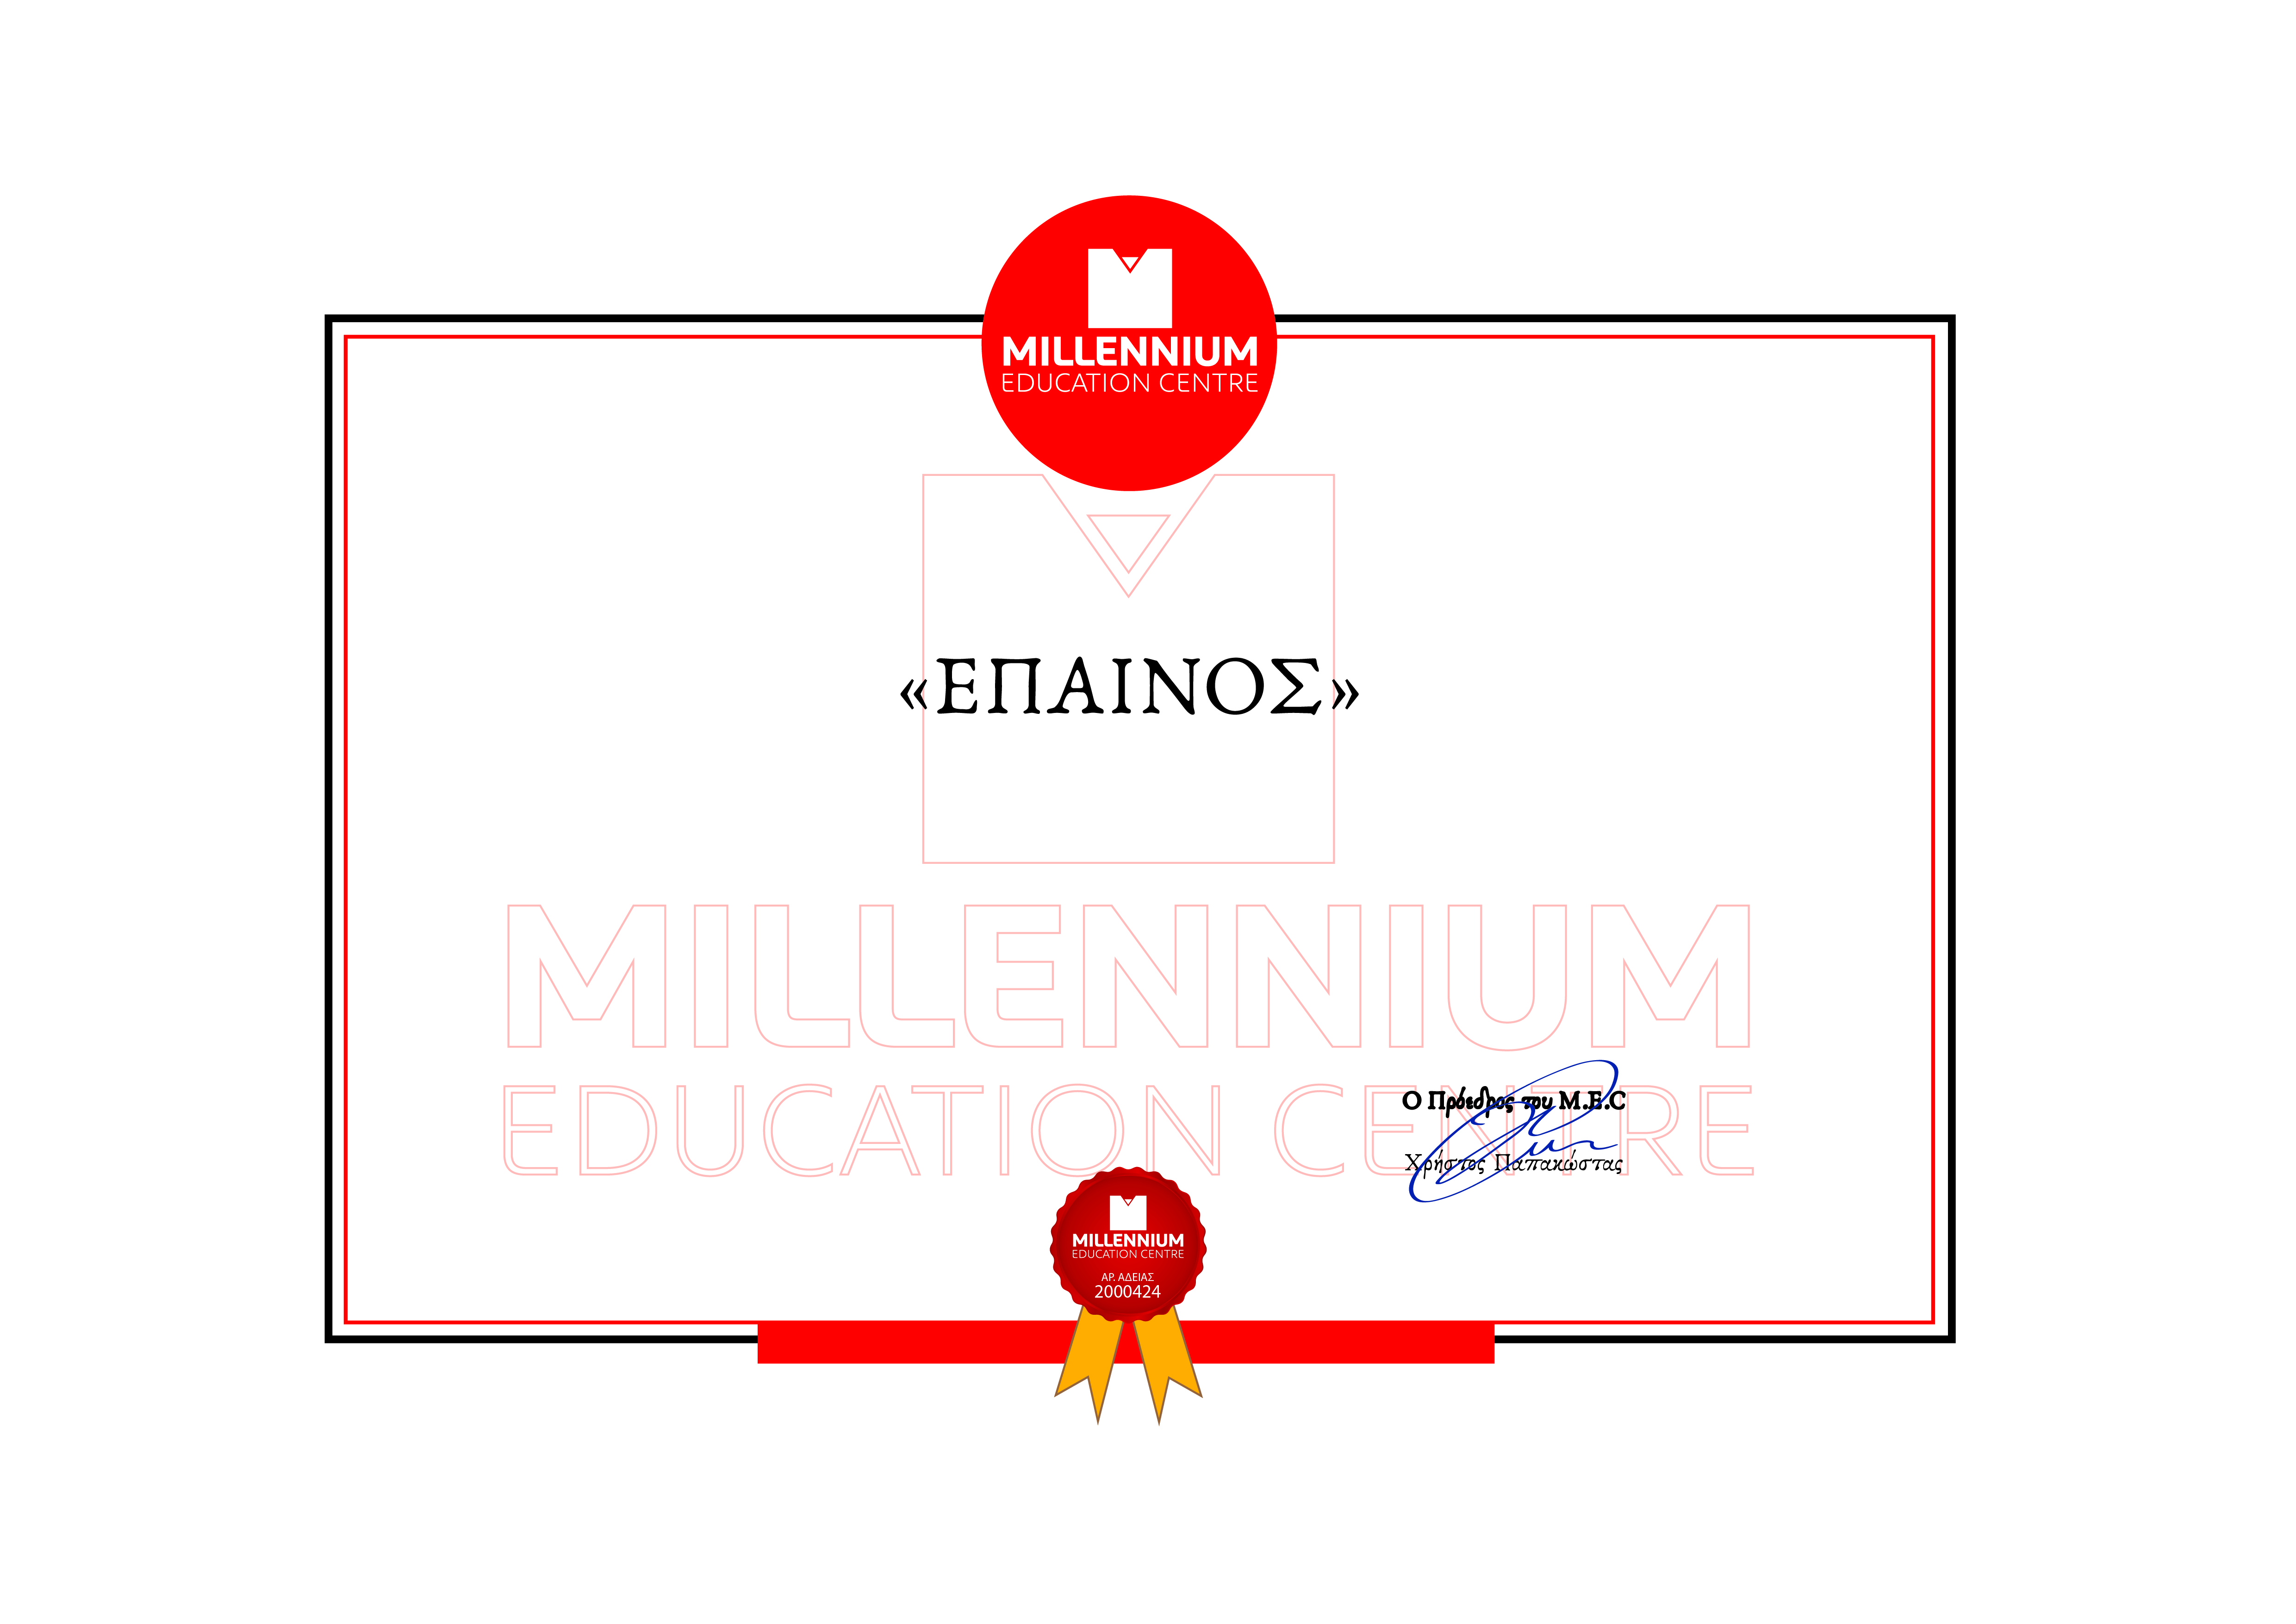 MILLENNIUM
EDUCATION CENTRE
«ΕΠΑΙΝΟΣ»
MILLENNIUM
EDUCATION CENTRE
Ο Πρόεδρος του M.E.C
Χρήστος Παπακώστας
MILLENNIUM
EDUCATION CENTRE
ΑΡ. ΑΔΕΙΑΣ
2000424